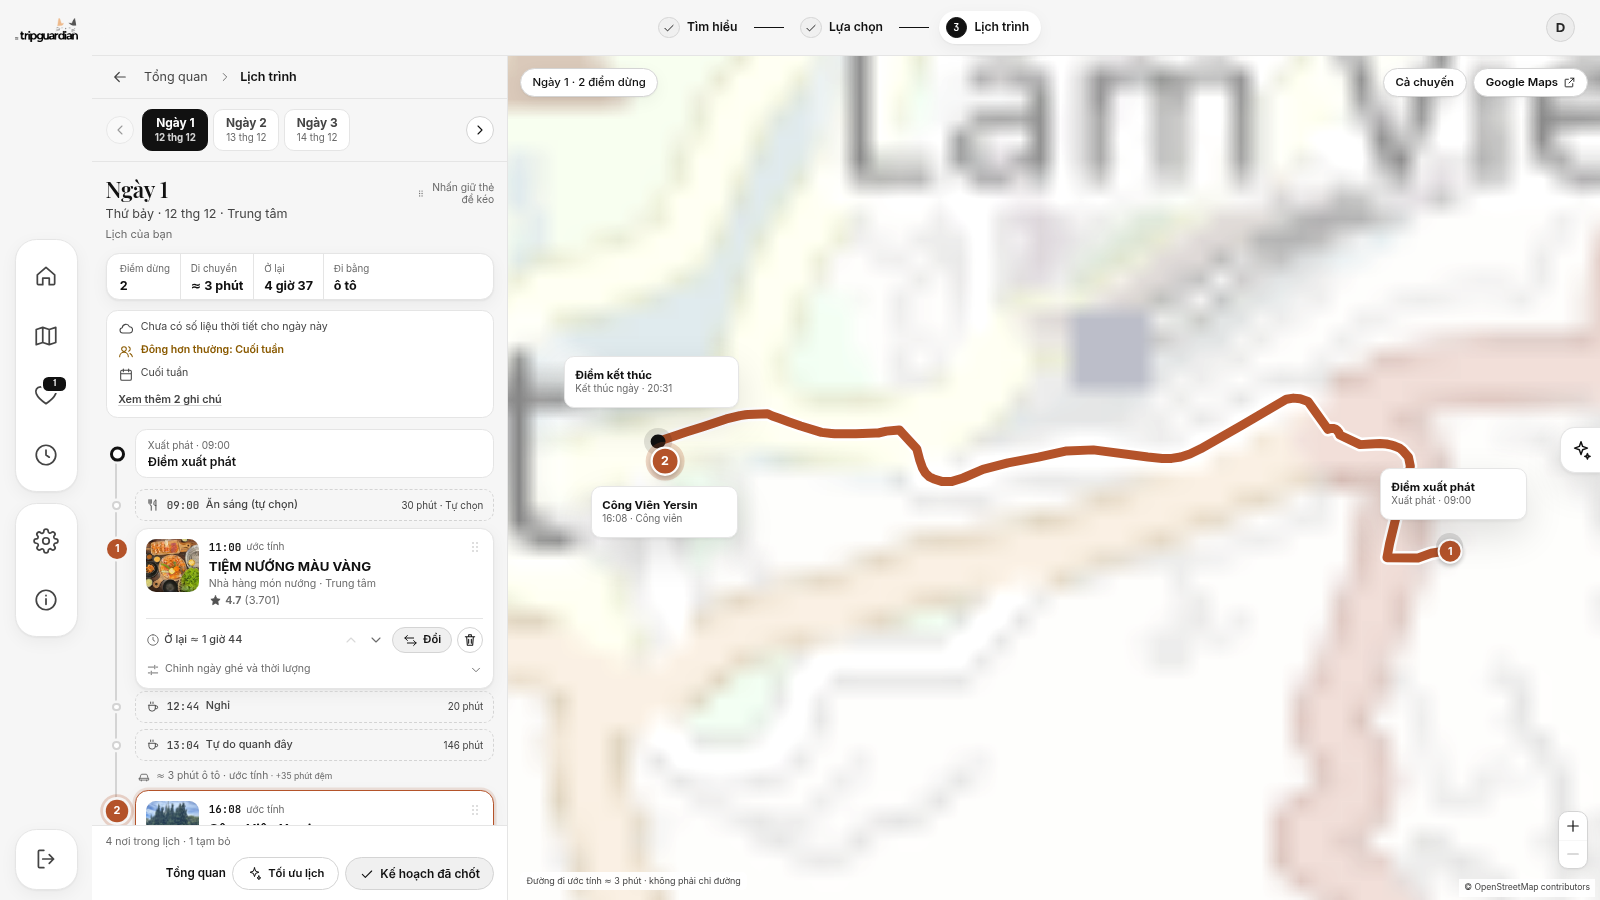 tripguardian
Tìm hiểu
Lựa chọn
3
Lịch trình
D
Tổng quan
Lịch trình
Ngày 1
12 thg 12
Ngày 2
13 thg 12
Ngày 3
14 thg 12
Ngày 1
Nhấn giữ thẻ
để kéo
Thứ bảy · 12 thg 12 · Trung tâm
Lịch của bạn
Điểm dừng
2
Di chuyển
≈ 3 phút
Ở lại
4 giờ 37
Đi bằng
ô tô
Chưa có số liệu thời tiết cho ngày này
Đông hơn thường: Cuối tuần
Cuối tuần
Xem thêm 2 ghi chú
1
Xuất phát · 09:00
Điểm xuất phát
09:00 Ăn sáng (tự chọn)
30 phút · Tự chọn
1
11:00 ước tính
TIỆM NƯỚNG MÀU VÀNG
Nhà hàng món nướng · Trung tâm
4.7 (3.701)
Ở lại ≈ 1 giờ 44
Đổi
Chỉnh ngày ghé và thời lượng
12:44 Nghỉ
20 phút
13:04 Tự do quanh đây
146 phút
≈ 3 phút ô tô · ước tính · +35 phút đệm
2
16:08 ước tính
4 nơi trong lịch · 1 tạm bỏ
Tổng quan
Tối ưu lịch
Kế hoạch đã chốt
Ngày 1 · 2 điểm dừng
Cả chuyến
Google Maps
Lam Vie
Điểm kết thúc
Kết thúc ngày · 20:31
2
Công Viên Yersin
16:08 · Công viên
Điểm xuất phát
Xuất phát · 09:00
1
+
−
Đường đi ước tính ≈ 3 phút · không phải chỉ đường
© OpenStreetMap contributors